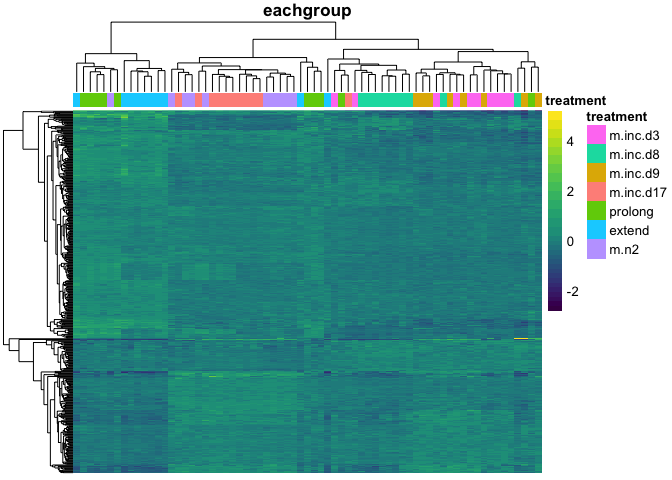 eachgroup
treatment
4
2
0
-2
treatment
m.inc.d3
m.inc.d8
m.inc.d9
m.inc.d17
prolong
extend
m.n2